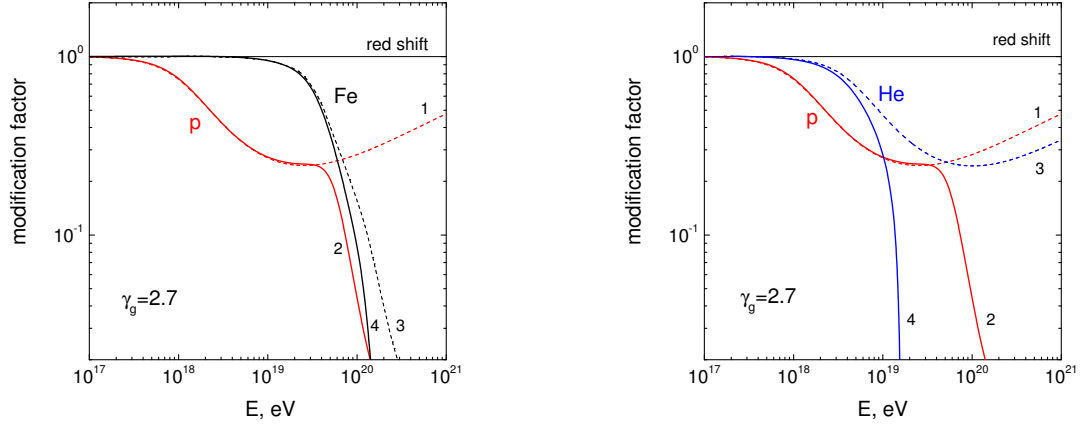 modification factor
10^0
10^-1
red shift
Fe
p
1
2
4
3
γ_g=2.7
10^17
10^18
10^19
10^20
10^21
E, eV
modification factor
10^0
10^-1
red shift
He
p
1
3
4
2
γ_g=2.7
10^17
10^18
10^19
10^20
10^21
E, eV